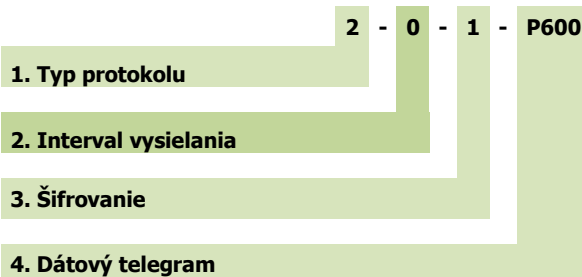 2 - 0 - 1 - P600
1. Typ protokolu
2. Interval vysielania
3. Šifrovanie
4. Dátový telegram